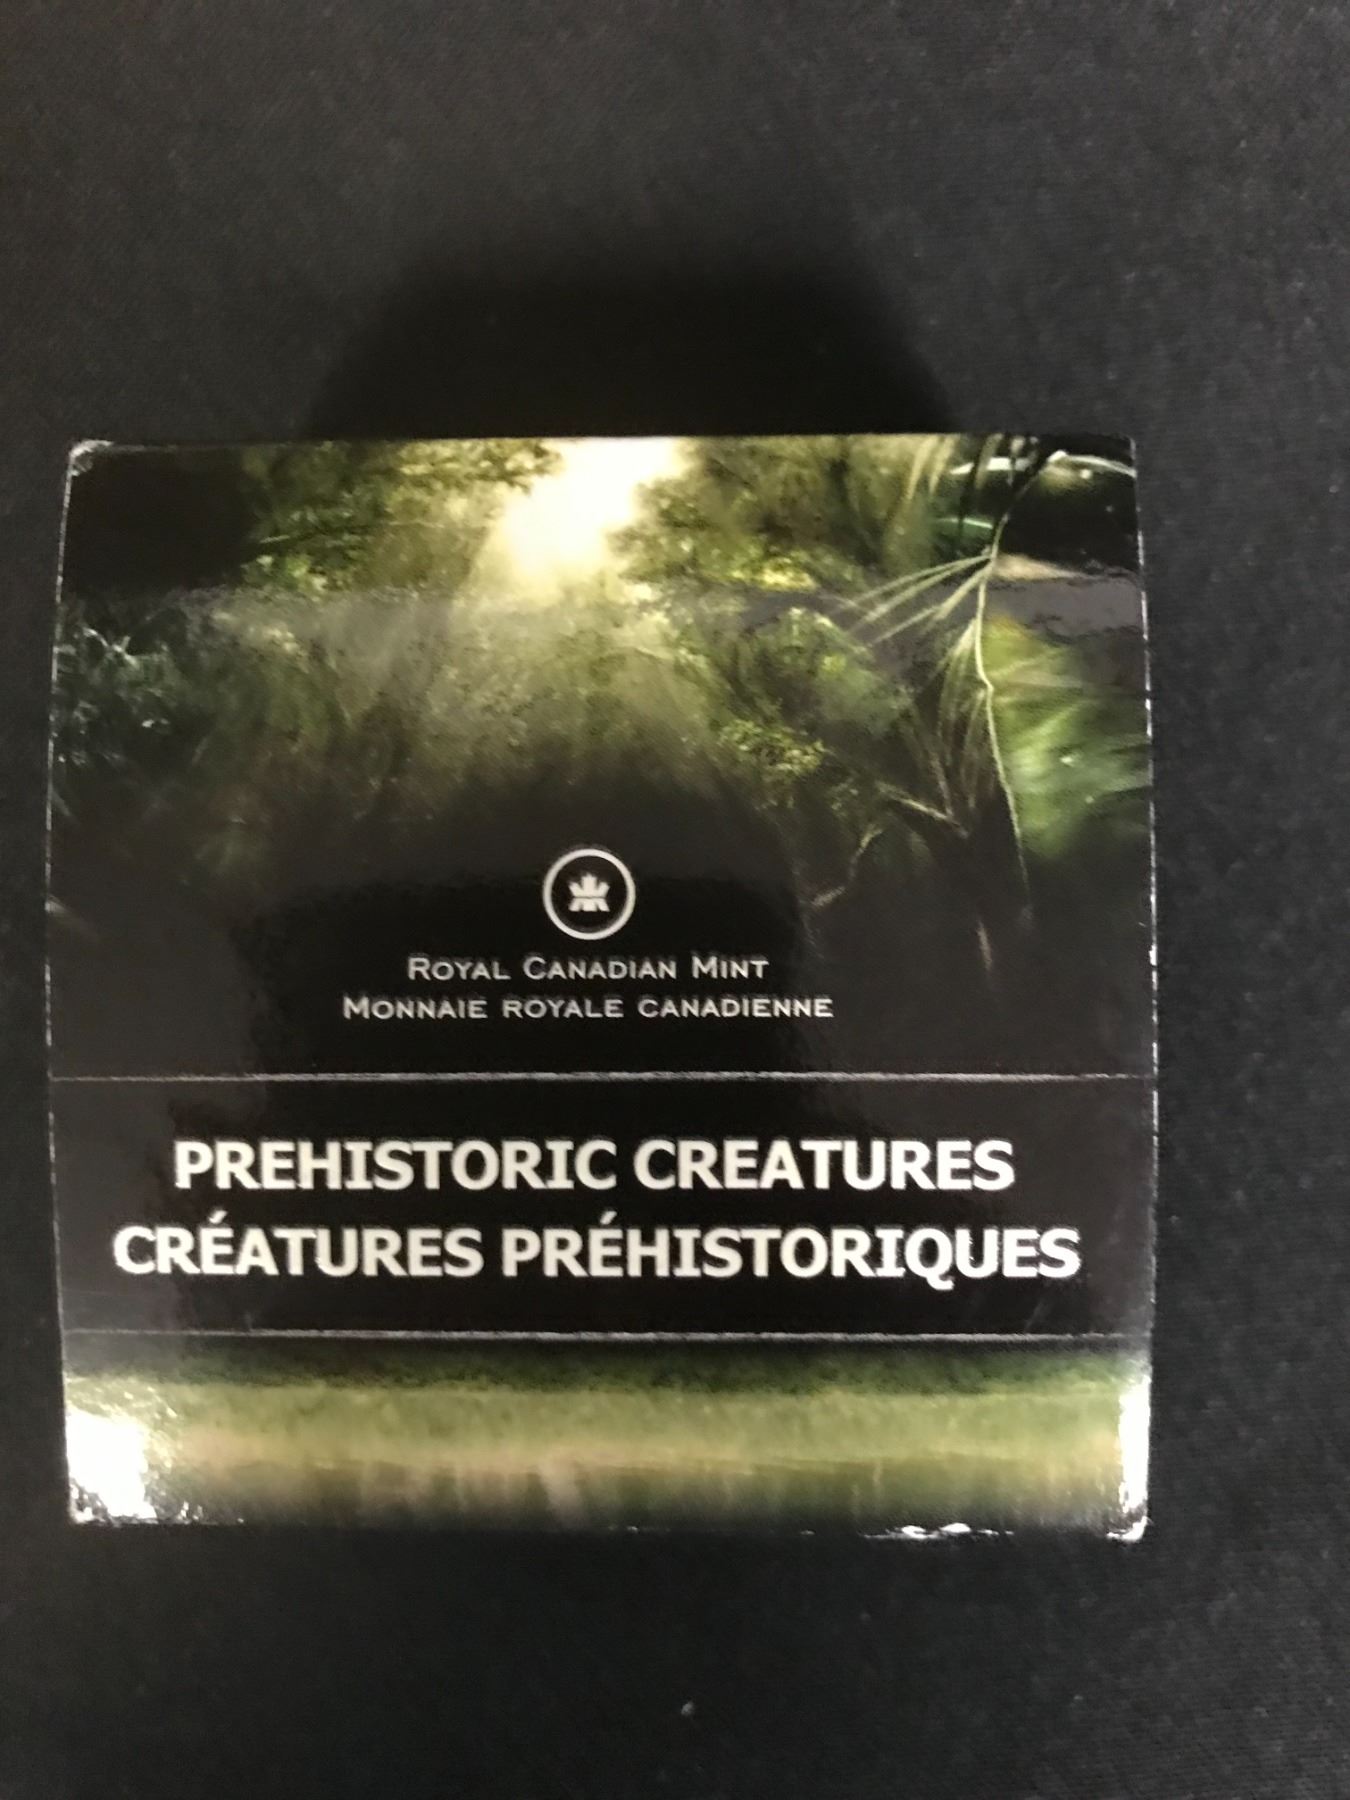 ROYAL CANADIAN MINT
MONNAIE ROYALE CANADIENNE
PREHISTORIC CREATURES
CRÉATURES PRÉHISTORIQUES